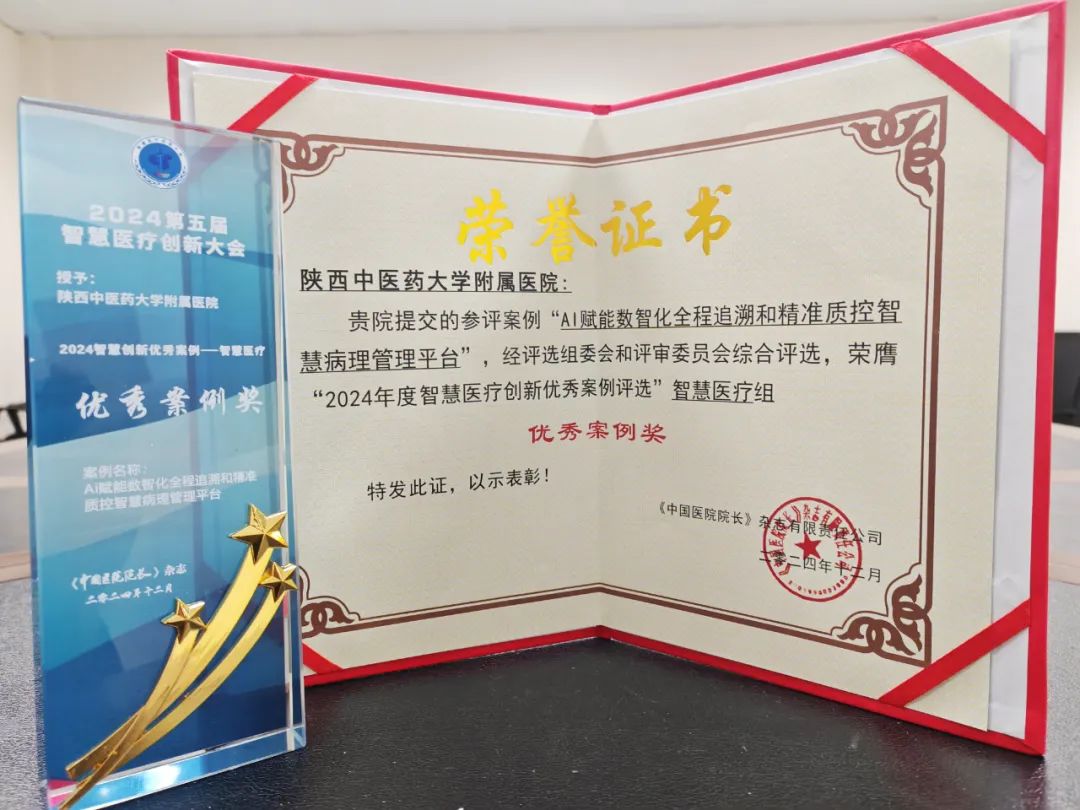 2024第五届
智慧医疗创新大会
授予:
陕西中医药大学附属医院
2024智慧创新优秀案例——智慧医疗
优秀案例奖
案例名称:
AI赋能数智化全程追溯和精准
质控智慧病理管理平台
《中国医院院长》杂志
二零二四年十二月
荣誉证书
陕西中医药大学附属医院:
贵院提交的参评案例“AI赋能数智化全程追溯和精准质控智
慧病理管理平台”,经评选组委会和评审委员会综合评选,荣膺
“2024年度智慧医疗创新优秀案例评选”智慧医疗组
优秀案例奖
特发此证,以示表彰!
《中国医院院长》杂志有限责任公司
二零二四年十二月